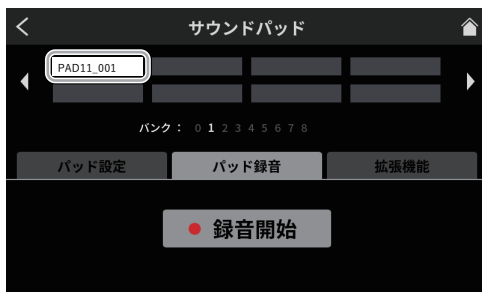 サウンドパッド
PAD11_001
バンク： 0 1 2 3 4 5 6 7 8
パッド設定 パッド録音 拡張機能
録音開始